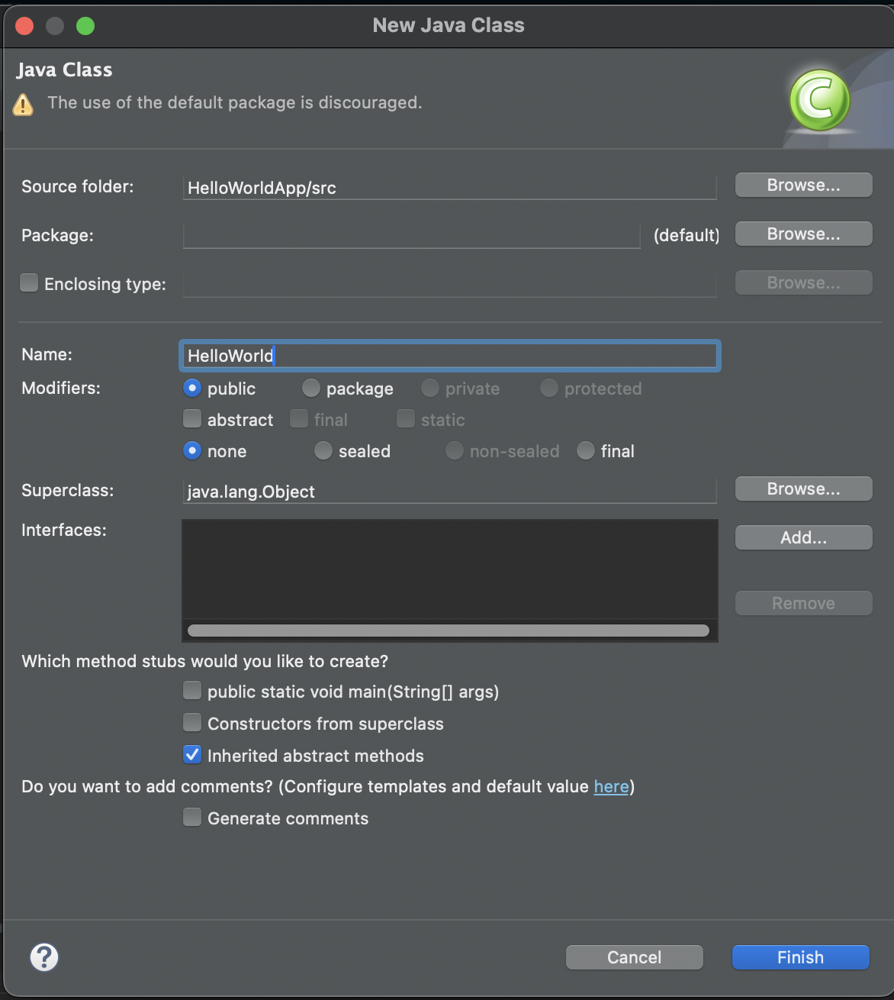 New Java Class
Java Class
The use of the default package is discouraged.
Source folder: HelloWorldApp/src Browse...
Package: (default) Browse...
Enclosing type: Browse...
Name: HelloWorld
Modifiers: public package private protected
abstract final static
none sealed non-sealed final
Superclass: java.lang.Object Browse...
Interfaces: Add...
Remove
Which method stubs would you like to create?
public static void main(String[] args)
Constructors from superclass
Inherited abstract methods
Do you want to add comments? (Configure templates and default value here)
Generate comments
? Cancel Finish